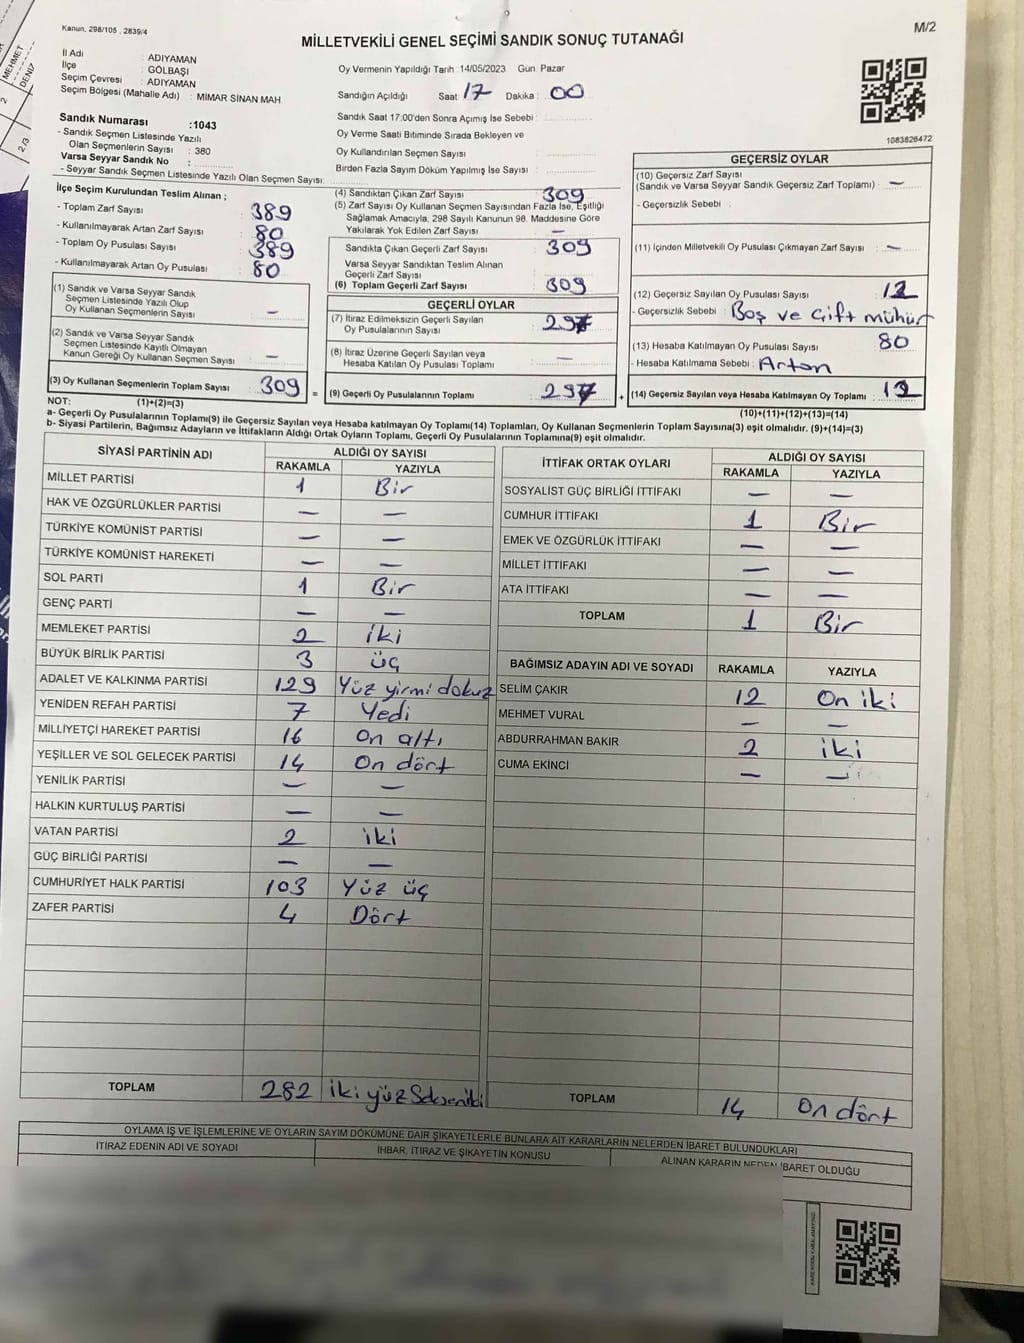 MEHMET
DENİZ
2
2/3
Kanun, 298/105 , 2839/4
M/2
MİLLETVEKİLİ GENEL SEÇİMİ SANDIK SONUÇ TUTANAĞI
İl Adı : ADIYAMAN
İlçe : GÖLBAŞI
Seçim Çevresi : ADIYAMAN
Seçim Bölgesi (Mahalle Adı) : MİMAR SİNAN MAH
Sandık Numarası :1043
- Sandık Seçmen Listesinde Yazılı
Olan Seçmenlerin Sayısı : 380
Varsa Seyyar Sandık No :
- Seyyar Sandık Seçmen Listesinde Yazılı Olan Seçmen Sayısı:
Oy Vermenin Yapıldığı Tarih :14/05/2023 Gün: Pazar
Sandığın Açıldığı Saat: 17 Dakika: 00
Sandık Saat 17.00'den Sonra Açımış İse Sebebi :
Oy Verme Saati Bitiminde Sırada Bekleyen ve
Oy Kullandırılan Seçmen Sayısı :
Birden Fazla Sayım Döküm Yapılmış İse Sayısı :
1083826472
İlçe Seçim Kurulundan Teslim Alınan ;
- Toplam Zarf Sayısı : 389
- Kullanılmayarak Artan Zarf Sayısı : 80
- Toplam Oy Pusulası Sayısı : 389
- Kullanılmayarak Artan Oy Pusulası : 80
(1) Sandık ve Varsa Seyyar Sandık
Seçmen Listesinde Yazılı Olup
Oy Kullanan Seçmenlerin Sayısı : —
(2) Sandık ve Varsa Seyyar Sandık
Seçmen Listesinde Kayıtlı Olmayan
Kanun Gereği Oy Kullanan Seçmen Sayısı : —
(3) Oy Kullanan Seçmenlerin Toplam Sayısı : 309 =
(4) Sandıktan Çıkan Zarf Sayısı : 309
(5) Zarf Sayısı Oy Kullanan Seçmen Sayısından Fazla İse, Eşitliği
Sağlamak Amacıyla, 298 Sayılı Kanunun 98. Maddesine Göre
Yakılarak Yok Edilen Zarf Sayısı : —
Sandıkta Çıkan Geçerli Zarf Sayısı : 309
Varsa Seyyar Sandıktan Teslim Alınan
Geçerli Zarf Sayısı :
(6) Toplam Geçerli Zarf Sayısı : 309
GEÇERLİ OYLAR
(7) İtiraz Edilmeksizin Geçerli Sayılan
Oy Pusulalarının Sayısı : 297
(8) İtiraz Üzerine Geçerli Sayılan veya
Hesaba Katılan Oy Pusulası Toplamı : —
(9) Geçerli Oy Pusulalarının Toplamı : 297 +
GEÇERSİZ OYLAR
(10) Geçersiz Zarf Sayısı
(Sandık ve Varsa Seyyar Sandık Geçersiz Zarf Toplamı) : —
- Geçersizlik Sebebi :
(11) İçinden Milletvekili Oy Pusulası Çıkmayan Zarf Sayısı : —
(12) Geçersiz Sayılan Oy Pusulası Sayısı : 12
- Geçersizlik Sebebi : Boş ve Çift mühür
(13) Hesaba Katılmayan Oy Pusulası Sayısı 80
- Hesaba Katılmama Sebebi : Artan
(14) Geçersiz Sayılan veya Hesaba Katılmayan Oy Toplamı : 12
NOT: (1)+(2)=(3)
(10)+(11)+(12)+(13)=(14)
a- Geçerli Oy Pusulalarının Toplamı(9) ile Geçersiz Sayılan veya Hesaba katılmayan Oy Toplamı(14) Toplamları, Oy Kullanan Seçmenlerin Toplam Sayısına(3) eşit olmalıdır. (9)+(14)=(3)
b- Siyasi Partilerin, Bağımsız Adayların ve İttifakların Aldığı Ortak Oyların Toplamı, Geçerli Oy Pusulalarının Toplamına(9) eşit olmalıdır.
SİYASİ PARTİNİN ADI ALDIĞI OY SAYISI
RAKAMLA YAZIYLA
MİLLET PARTİSİ 1 Bir
HAK VE ÖZGÜRLÜKLER PARTİSİ — —
TÜRKİYE KOMÜNİST PARTİSİ — —
TÜRKİYE KOMÜNİST HAREKETİ — —
SOL PARTİ 1 Bir
GENÇ PARTİ — —
MEMLEKET PARTİSİ 2 iki
BÜYÜK BİRLİK PARTİSİ 3 üç
ADALET VE KALKINMA PARTİSİ 129 Yüz yirmi dokuz
YENİDEN REFAH PARTİSİ 7 Yedi
MİLLİYETÇİ HAREKET PARTİSİ 16 On altı
YEŞİLLER VE SOL GELECEK PARTİSİ 14 On dört
YENİLİK PARTİSİ — —
HALKIN KURTULUŞ PARTİSİ — —
VATAN PARTİSİ 2 iki
GÜÇ BİRLİĞİ PARTİSİ — —
CUMHURİYET HALK PARTİSİ 103 Yüz üç
ZAFER PARTİSİ 4 Dört
TOPLAM 282 iki yüz Seksen iki
İTTİFAK ORTAK OYLARI ALDIĞI OY SAYISI
RAKAMLA YAZIYLA
SOSYALİST GÜÇ BİRLİĞİ İTTİFAKI — —
CUMHUR İTTİFAKI 1 Bir
EMEK VE ÖZGÜRLÜK İTTİFAKI — —
MİLLET İTTİFAKI — —
ATA İTTİFAKI — —
TOPLAM 1 Bir
BAĞIMSIZ ADAYIN ADI VE SOYADI RAKAMLA YAZIYLA
SELİM ÇAKIR 12 On iki
MEHMET VURAL — —
ABDURRAHMAN BAKIR 2 iki
CUMA EKİNCİ — —
TOPLAM 14 On dört
OYLAMA İŞ VE İŞLEMLERİNE VE OYLARIN SAYIM DÖKÜMÜNE DAİR ŞİKAYETLERLE BUNLARA AİT KARARLARIN NELERDEN İBARET BULUNDUKLARI
İTİRAZ EDENİN ADI VE SOYADI İHBAR, İTİRAZ VE ŞİKAYETİN KONUSU ALINAN KARARIN NEDEN İBARET OLDUĞU